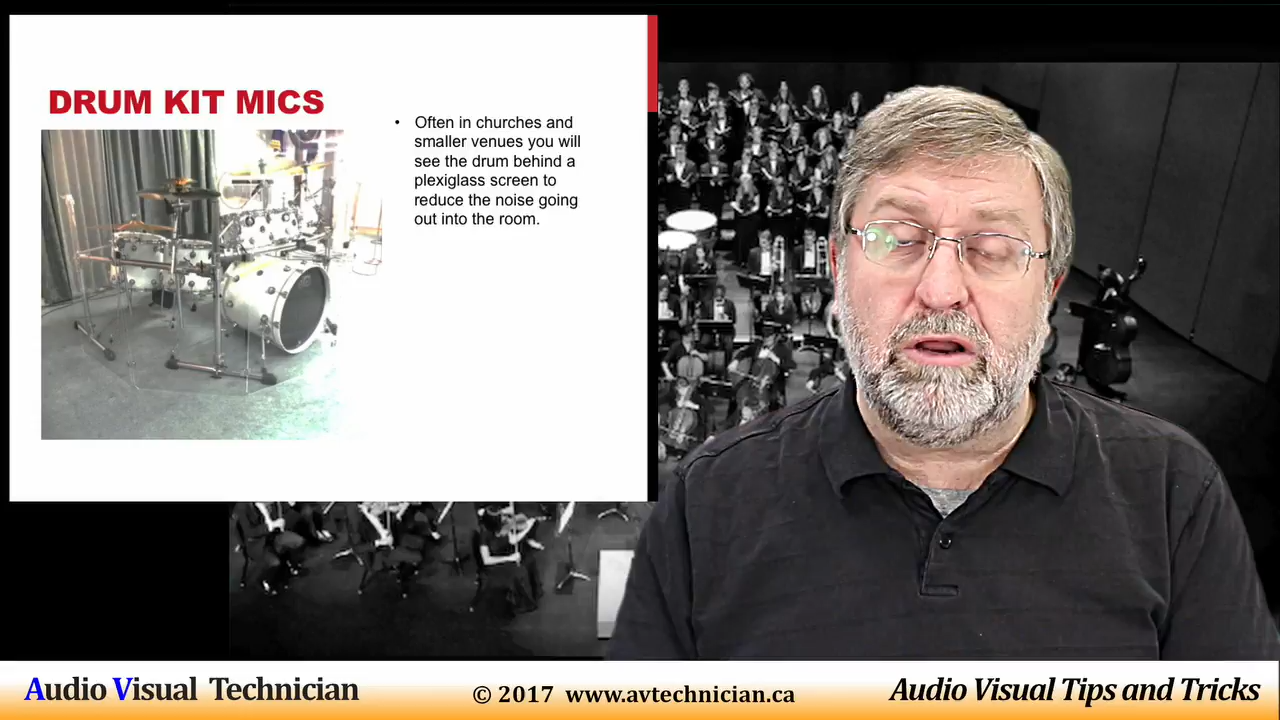 DRUM KIT MICS
• Often in churches and
smaller venues you will
see the drum behind a
plexiglass screen to
reduce the noise going
out into the room.
Audio Visual Technician
© 2017 www.avtechnician.ca
Audio Visual Tips and Tricks